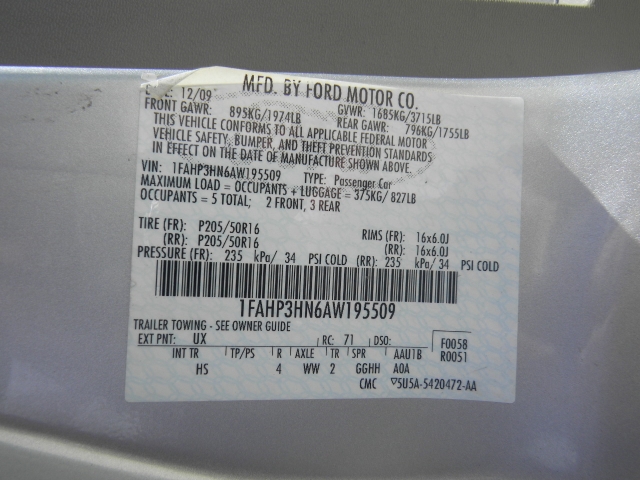 MFD. BY FORD MOTOR CO.
12/09 GVWR: 1685KG/3715LB
FRONT GAWR: 895KG/1974LB REAR GAWR: 796KG/1755LB
THIS VEHICLE CONFORMS TO ALL APPLICABLE FEDERAL MOTOR
VEHICLE SAFETY, BUMPER, AND THEFT PREVENTION STANDARDS
IN EFFECT ON THE DATE OF MANUFACTURE SHOWN ABOVE.
VIN: 1FAHP3HN6AW195509 TYPE: Passenger Car
MAXIMUM LOAD = OCCUPANTS + LUGGAGE = 375KG/ 827LB
OCCUPANTS = 5 TOTAL; 2 FRONT, 3 REAR
TIRE (FR): P205/50R16 RIMS (FR): 16x6.0J
(RR): P205/50R16 (RR): 16x6.0J
PRESSURE (FR): 235 kPa/ 34 PSI COLD (RR): 235 kPa/ 34 PSI COLD
1FAHP3HN6AW195509
TRAILER TOWING - SEE OWNER GUIDE
EXT PNT: UX RC: 71 DSO: F0058
R0051
INT TR TP/PS R AXLE TR SPR AAU1B
HS 4 WW 2 GGHH A0A
CMC 5U5A-5420472-AA